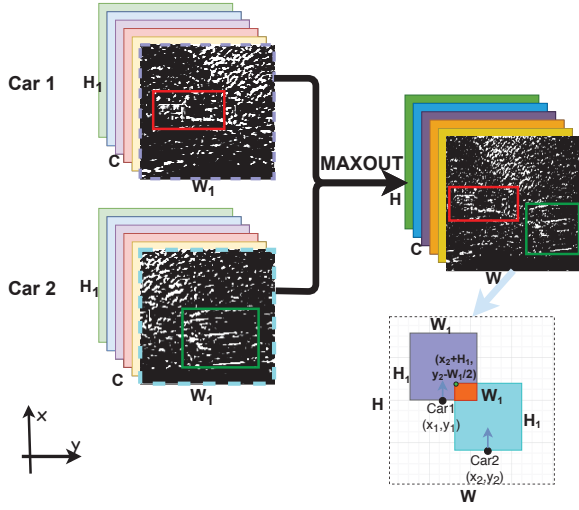 Car 1
H₁
C
W₁
MAXOUT
H
C
W
Car 2
H₁
C
W₁
W₁
(x₂+H₁,
y₂-W₁/2)
H₁
W₁
H
Car1
(x₁,y₁)
H₁
Car2
(x₂,y₂)
W
x
y